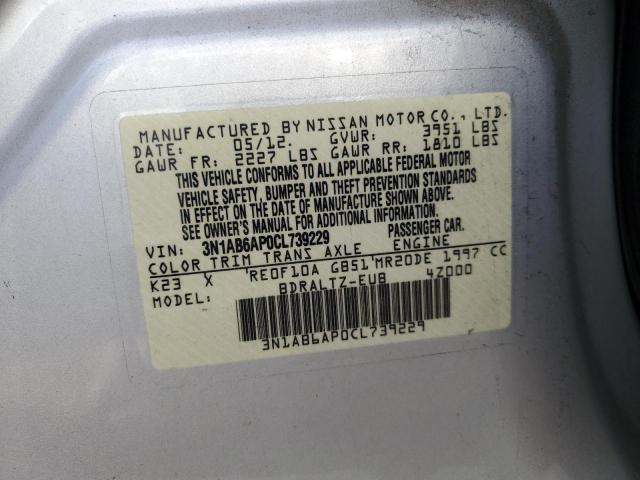 MANUFACTURED BY NISSAN MOTOR CO., LTD.
DATE: 05/12. GVWR: 3951 LBS
GAWR FR: 2227 LBS GAWR RR: 1810 LBS
THIS VEHICLE CONFORMS TO ALL APPLICABLE FEDERAL MOTOR
VEHICLE SAFETY, BUMPER AND THEFT PREVENTION STANDARDS
IN EFFECT ON THE DATE OF MANUFACTURE SHOWN ABOVE.
SEE OWNER'S MANUAL FOR ADDITIONAL INFORMATION.
VIN: 3N1AB6AP0CL739229 PASSENGER CAR.
COLOR TRIM TRANS AXLE ENGINE
K23 X RE0F10A GB51 MR20DE 1997 CC
MODEL: BDRALTZ-EUB 4Z000
3N1AB6AP0CL739229